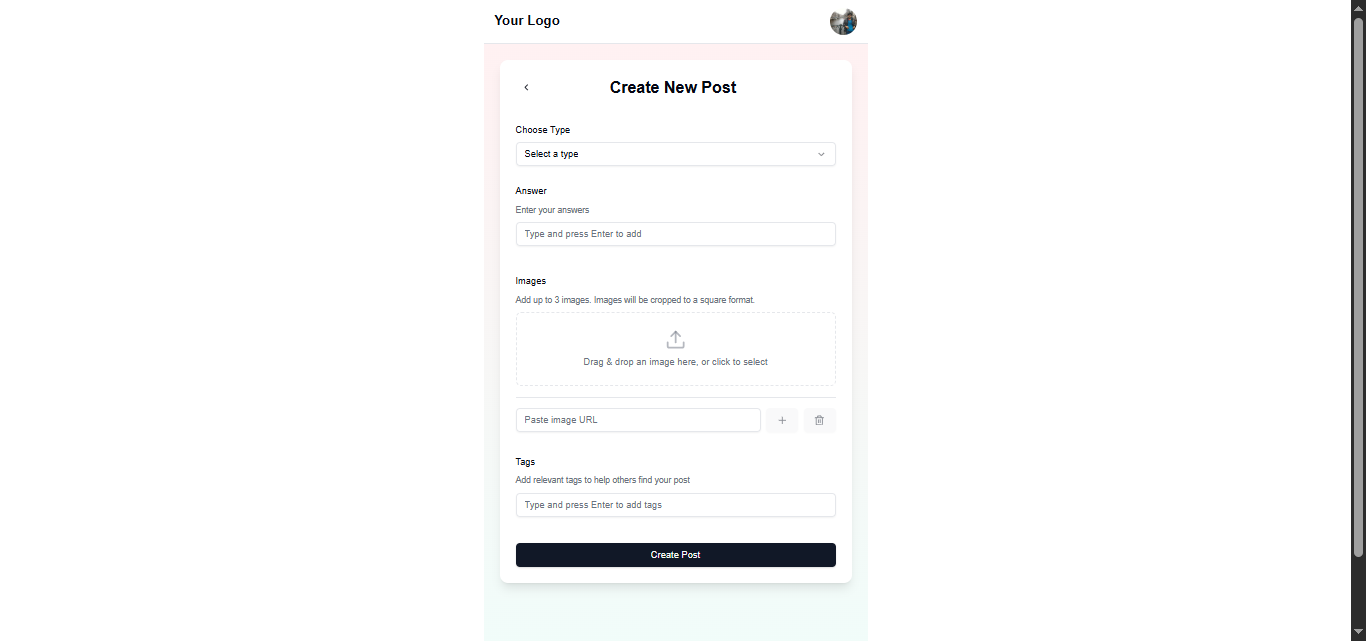 Your Logo
Create New Post
Choose Type
Select a type
Answer
Enter your answers
Type and press Enter to add
Images
Add up to 3 images. Images will be cropped to a square format.
Drag & drop an image here, or click to select
Paste image URL
Tags
Add relevant tags to help others find your post
Type and press Enter to add tags
Create Post